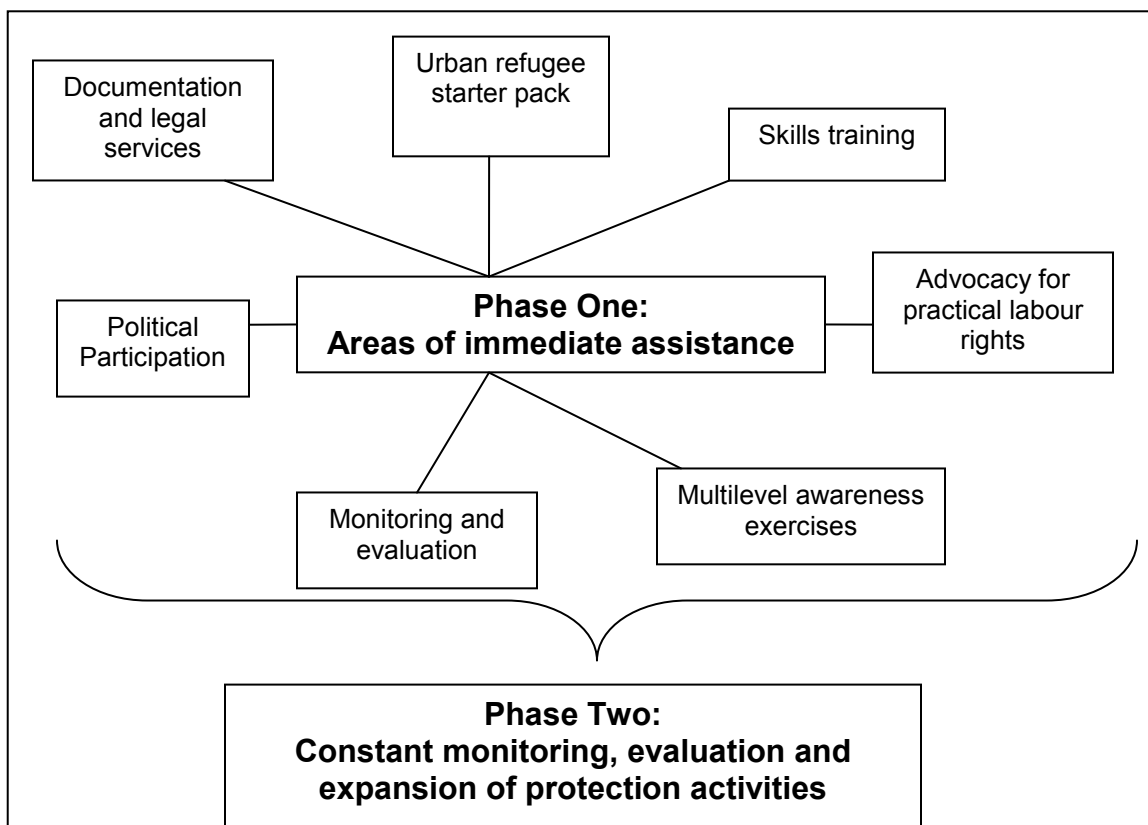 Documentation
and legal
services
Urban refugee
starter pack
Skills training
Political
Participation
Phase One:
Areas of immediate assistance
Advocacy for
practical labour
rights
Monitoring and
evaluation
Multilevel awareness
exercises
Phase Two:
Constant monitoring, evaluation and
expansion of protection activities